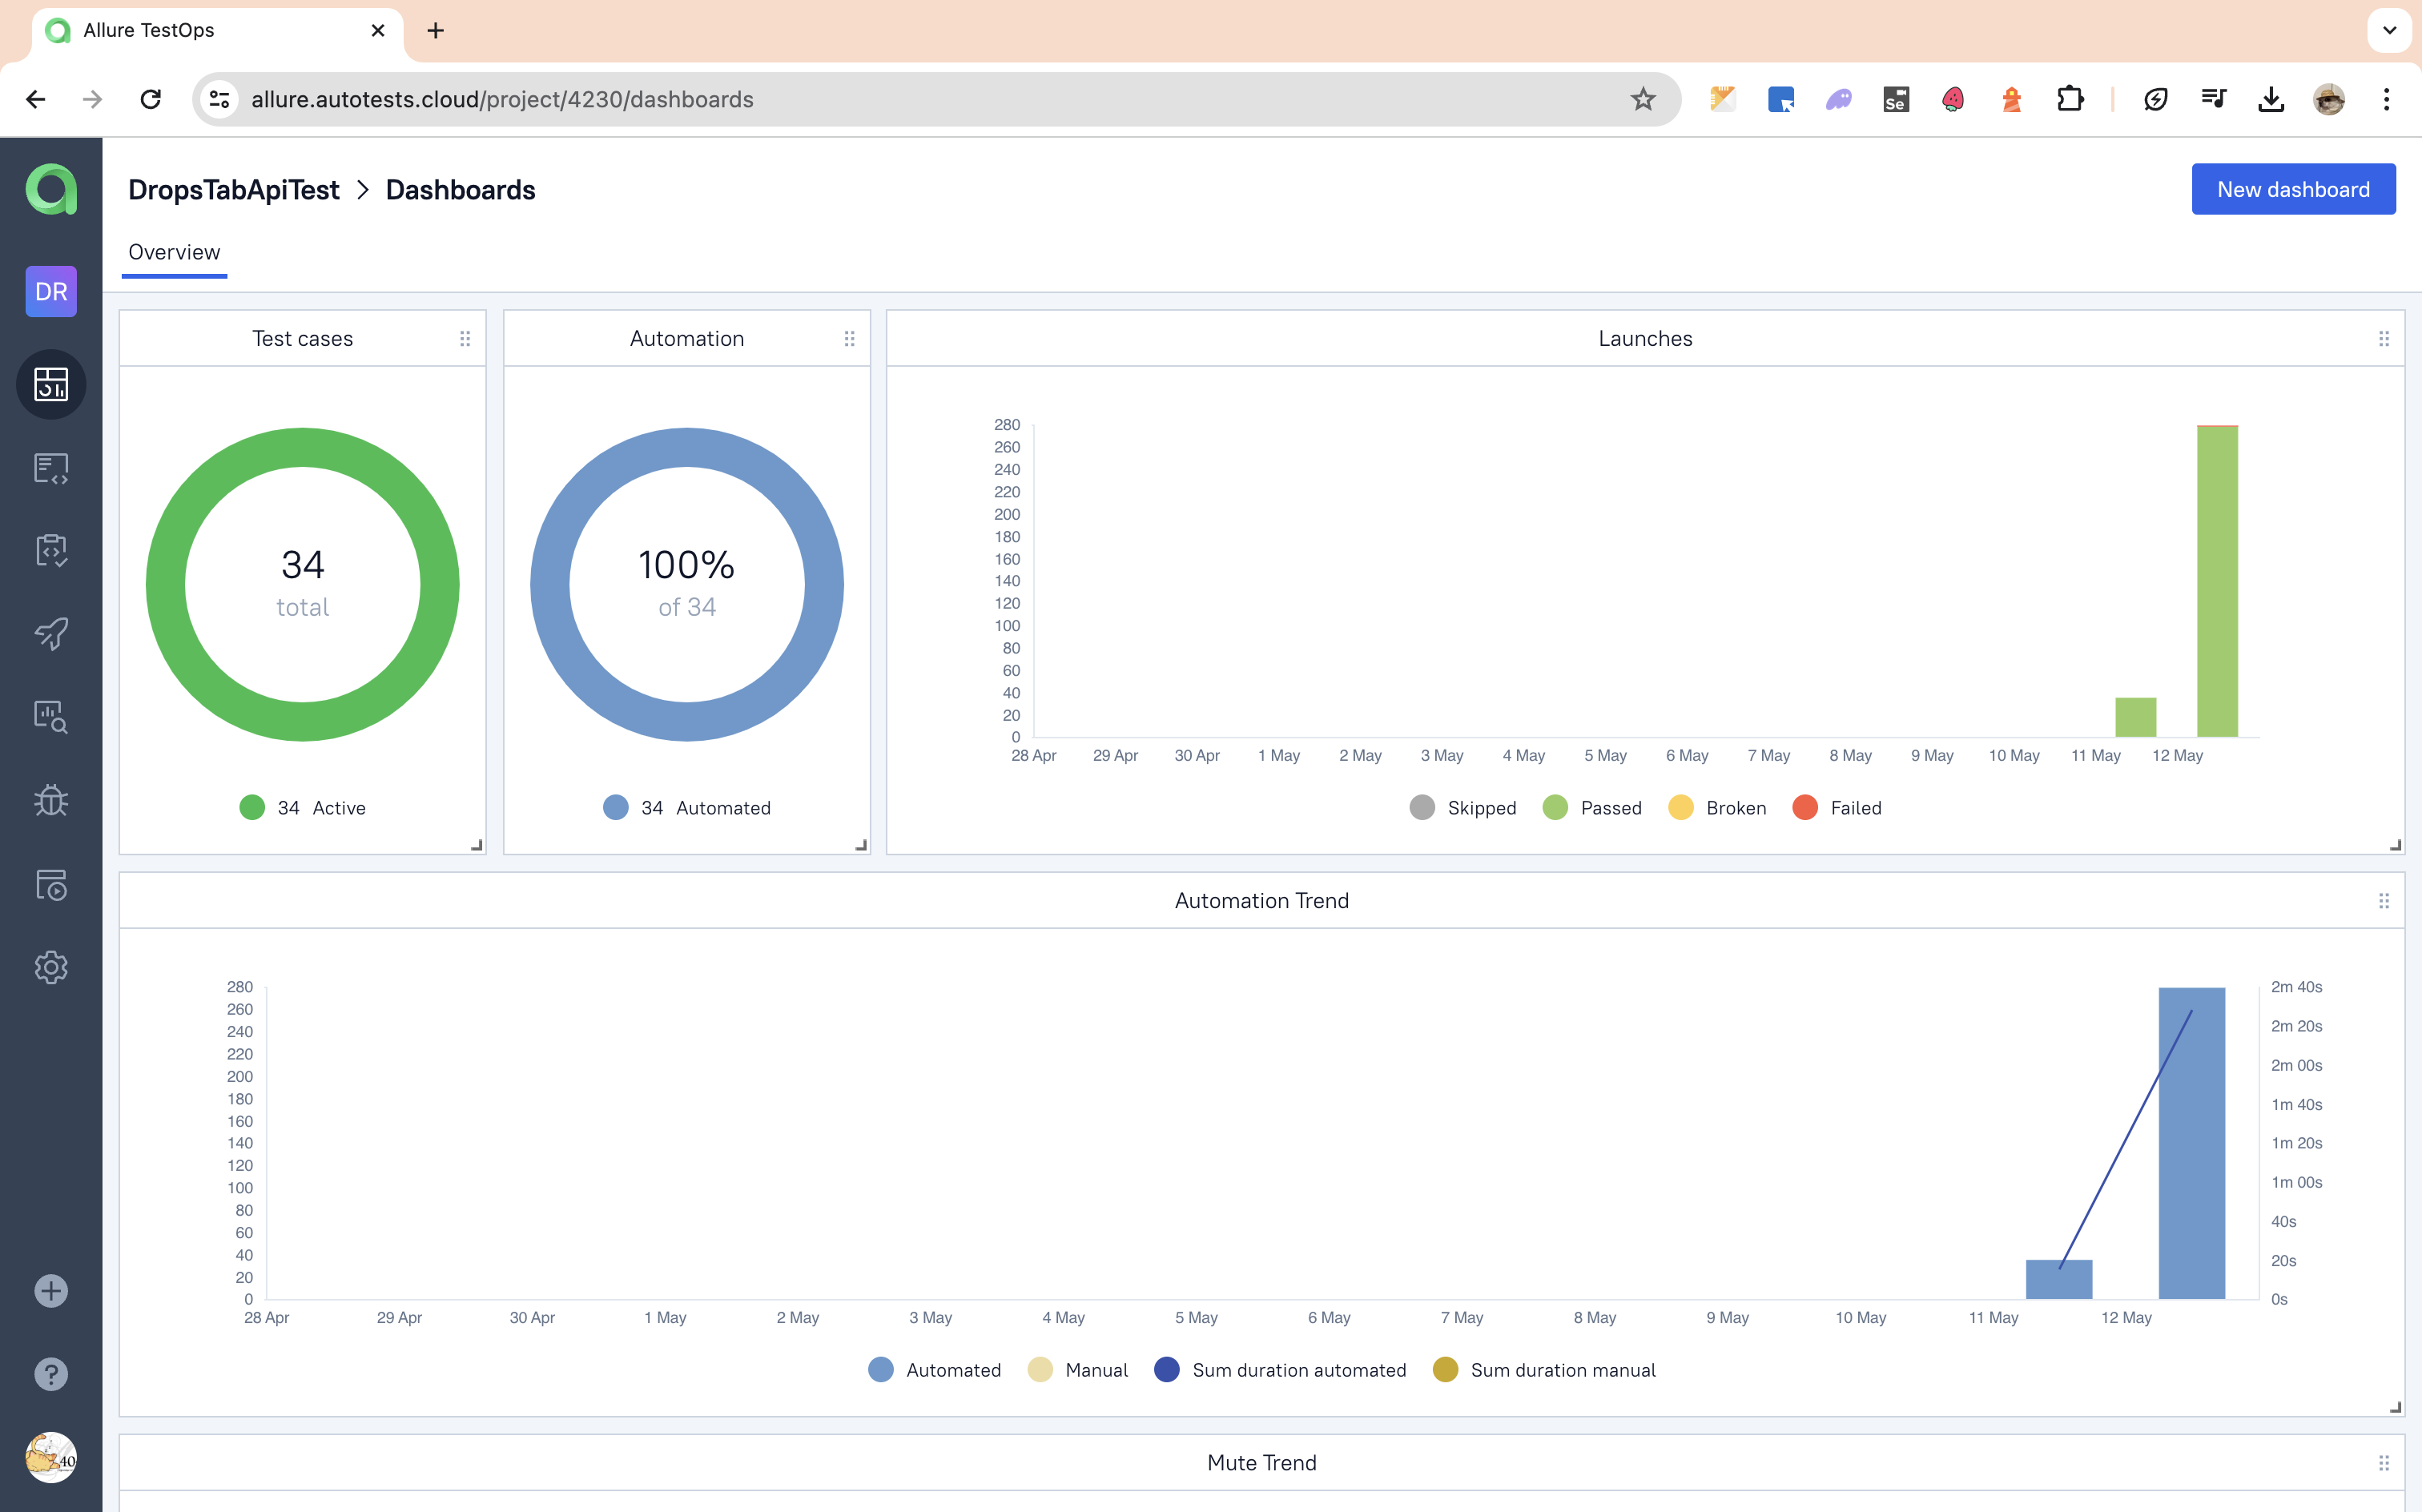 Allure TestOps
allure.autotests.cloud/project/4230/dashboards
Se
DropsTabApiTest > Dashboards
New dashboard
Overview
DR
Test cases
Automation
Launches
34
total
34 Active
100%
of 34
34 Automated
280
260
240
220
200
180
160
140
120
100
80
60
40
20
0
28 Apr 29 Apr 30 Apr 1 May 2 May 3 May 4 May 5 May 6 May 7 May 8 May 9 May 10 May 11 May 12 May
Skipped Passed Broken Failed
Automation Trend
280
260
240
220
200
180
160
140
120
100
80
60
40
20
0
2m 40s
2m 20s
2m 00s
1m 40s
1m 20s
1m 00s
40s
20s
0s
28 Apr 29 Apr 30 Apr 1 May 2 May 3 May 4 May 5 May 6 May 7 May 8 May 9 May 10 May 11 May 12 May
Automated Manual Sum duration automated Sum duration manual
40
Mute Trend